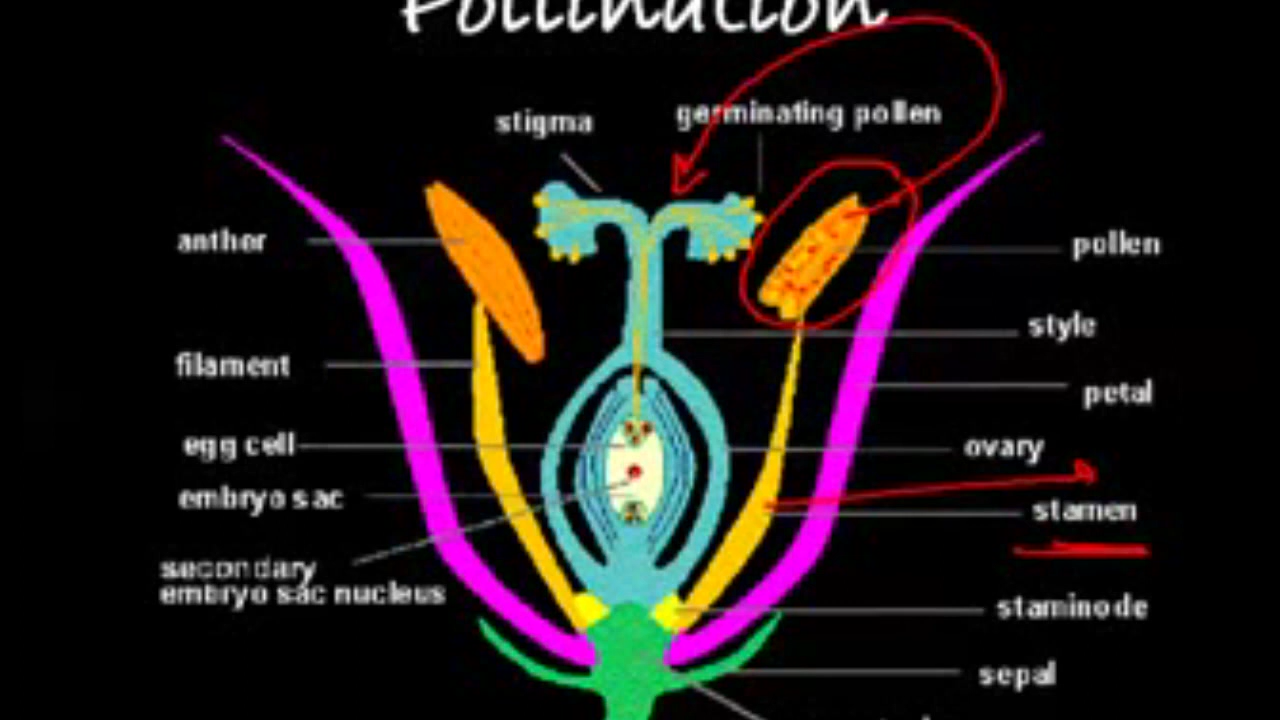 Pollination
stigma
germinating pollen
anther
pollen
style
filament
petal
egg cell
ovary
embryo sac
stamen
secondary
embryo sac nucleus
staminode
sepal